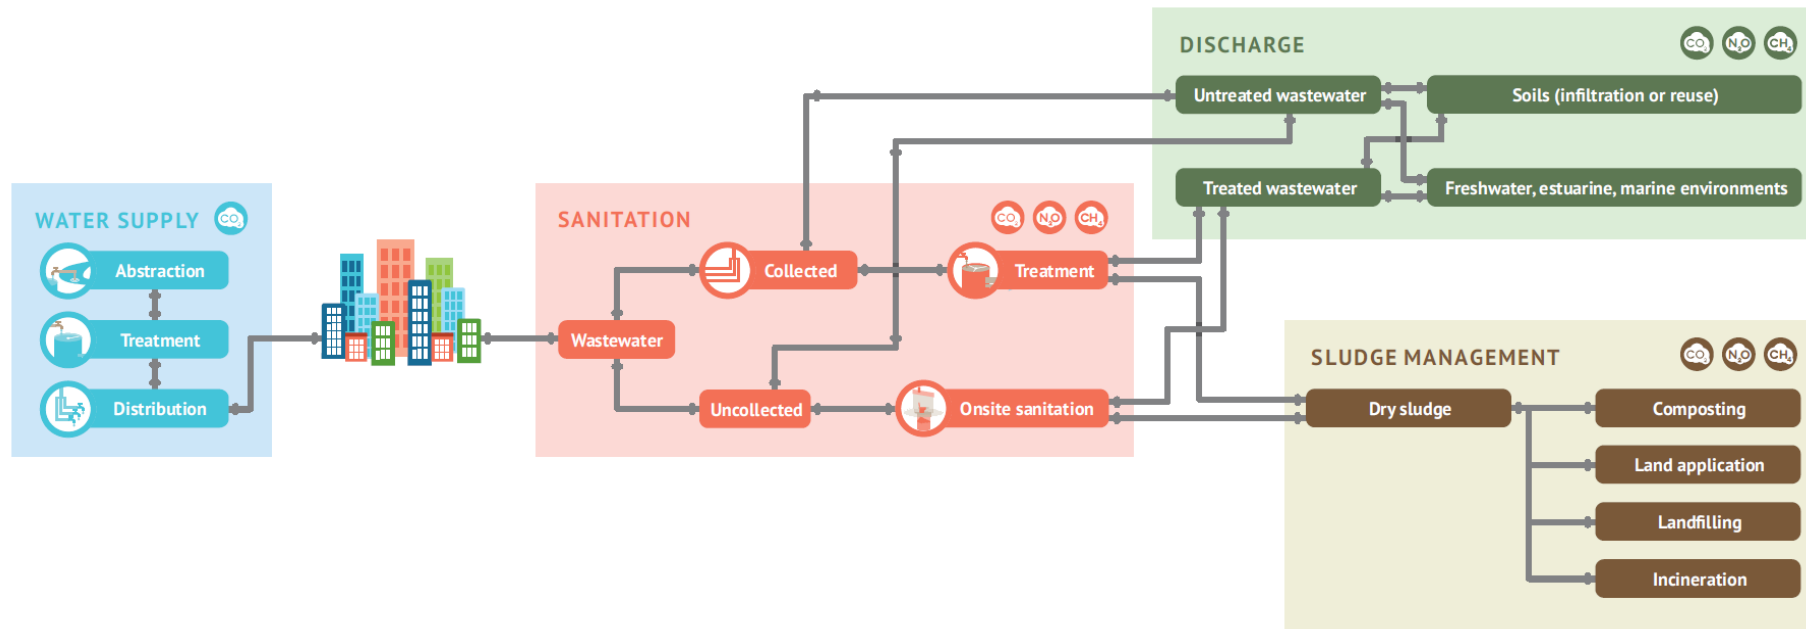 WATER SUPPLY CO₂
Abstraction
Treatment
Distribution
SANITATION CO₂ N₂O CH₄
Wastewater
Collected
Treatment
Uncollected
Onsite sanitation
DISCHARGE CO₂ N₂O CH₄
Untreated wastewater
Soils (infiltration or reuse)
Treated wastewater
Freshwater, estuarine, marine environments
SLUDGE MANAGEMENT CO₂ N₂O CH₄
Dry sludge
Composting
Land application
Landfilling
Incineration